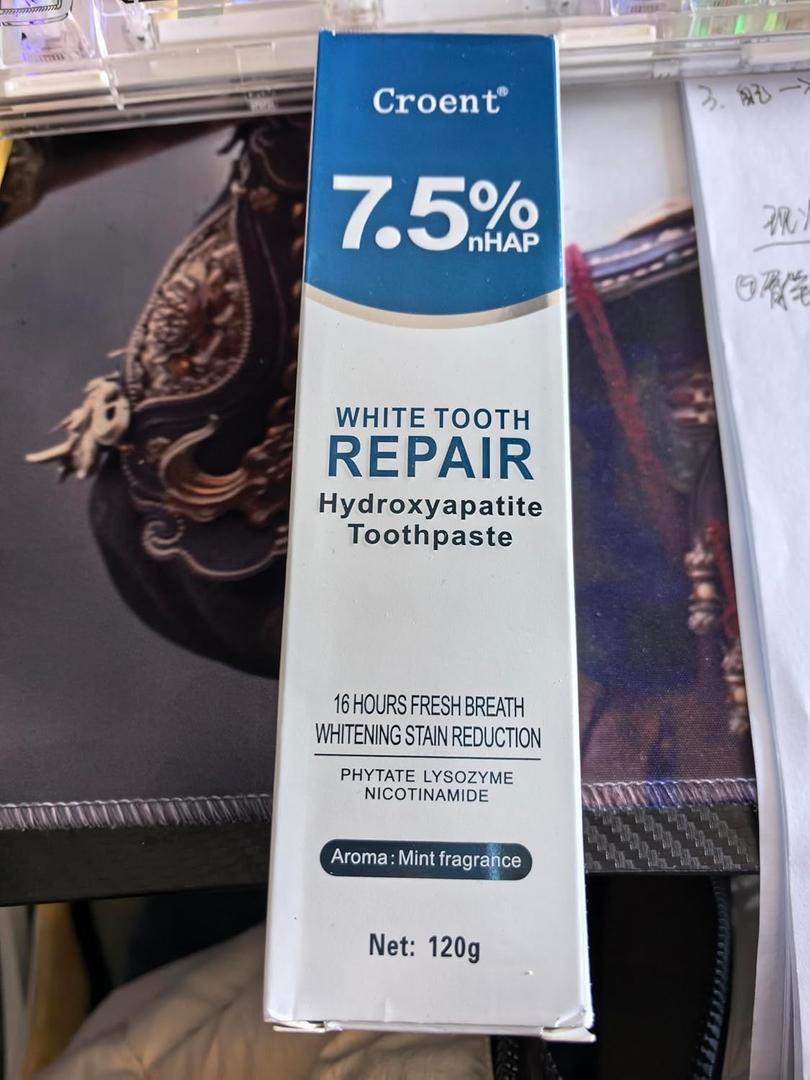 Croent®
7.5%
nHAP
WHITE TOOTH
REPAIR
Hydroxyapatite
Toothpaste
16 HOURS FRESH BREATH
WHITENING STAIN REDUCTION
PHYTATE LYSOZYME
NICOTINAMIDE
Aroma: Mint fragrance
Net: 120g
3.